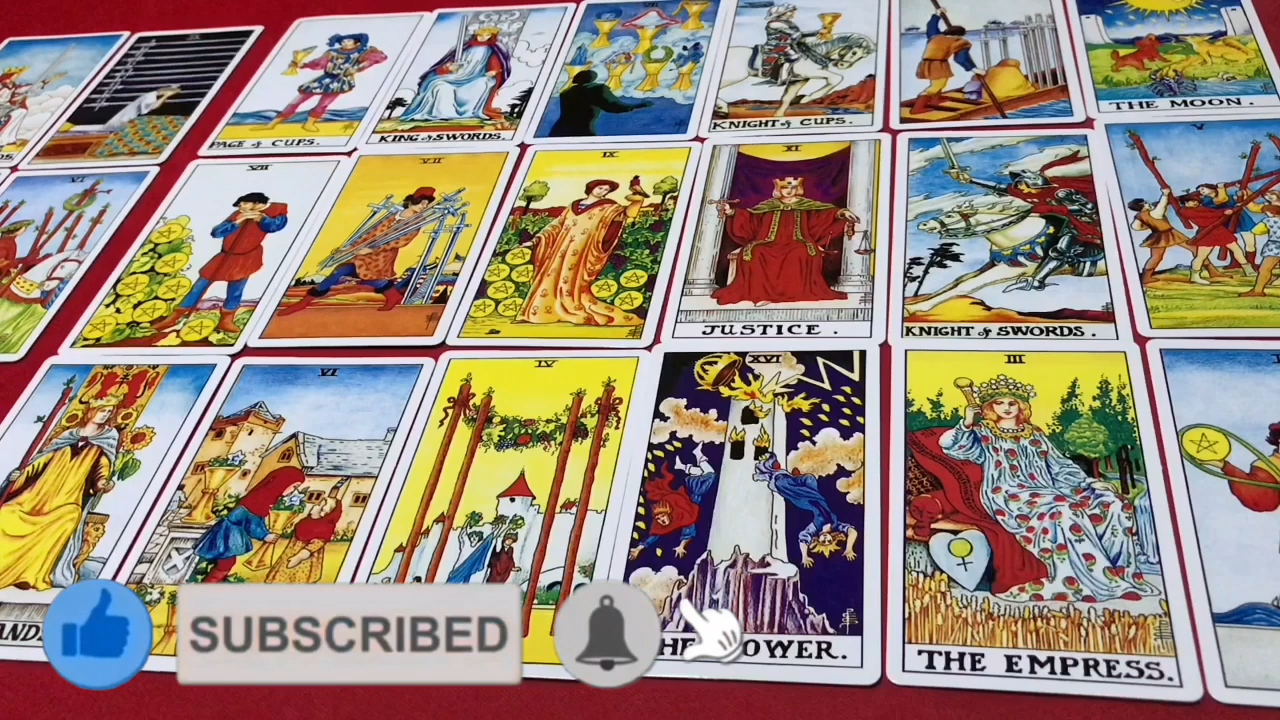 PAGE of CUPS.
KING of SWORDS.
KNIGHT of CUPS.
THE MOON.
VI
VII
VII
IX
XI
JUSTICE.
KNIGHT of SWORDS.
V
VI
IV
XVI
III
THE EMPRESS.
SUBSCRIBED